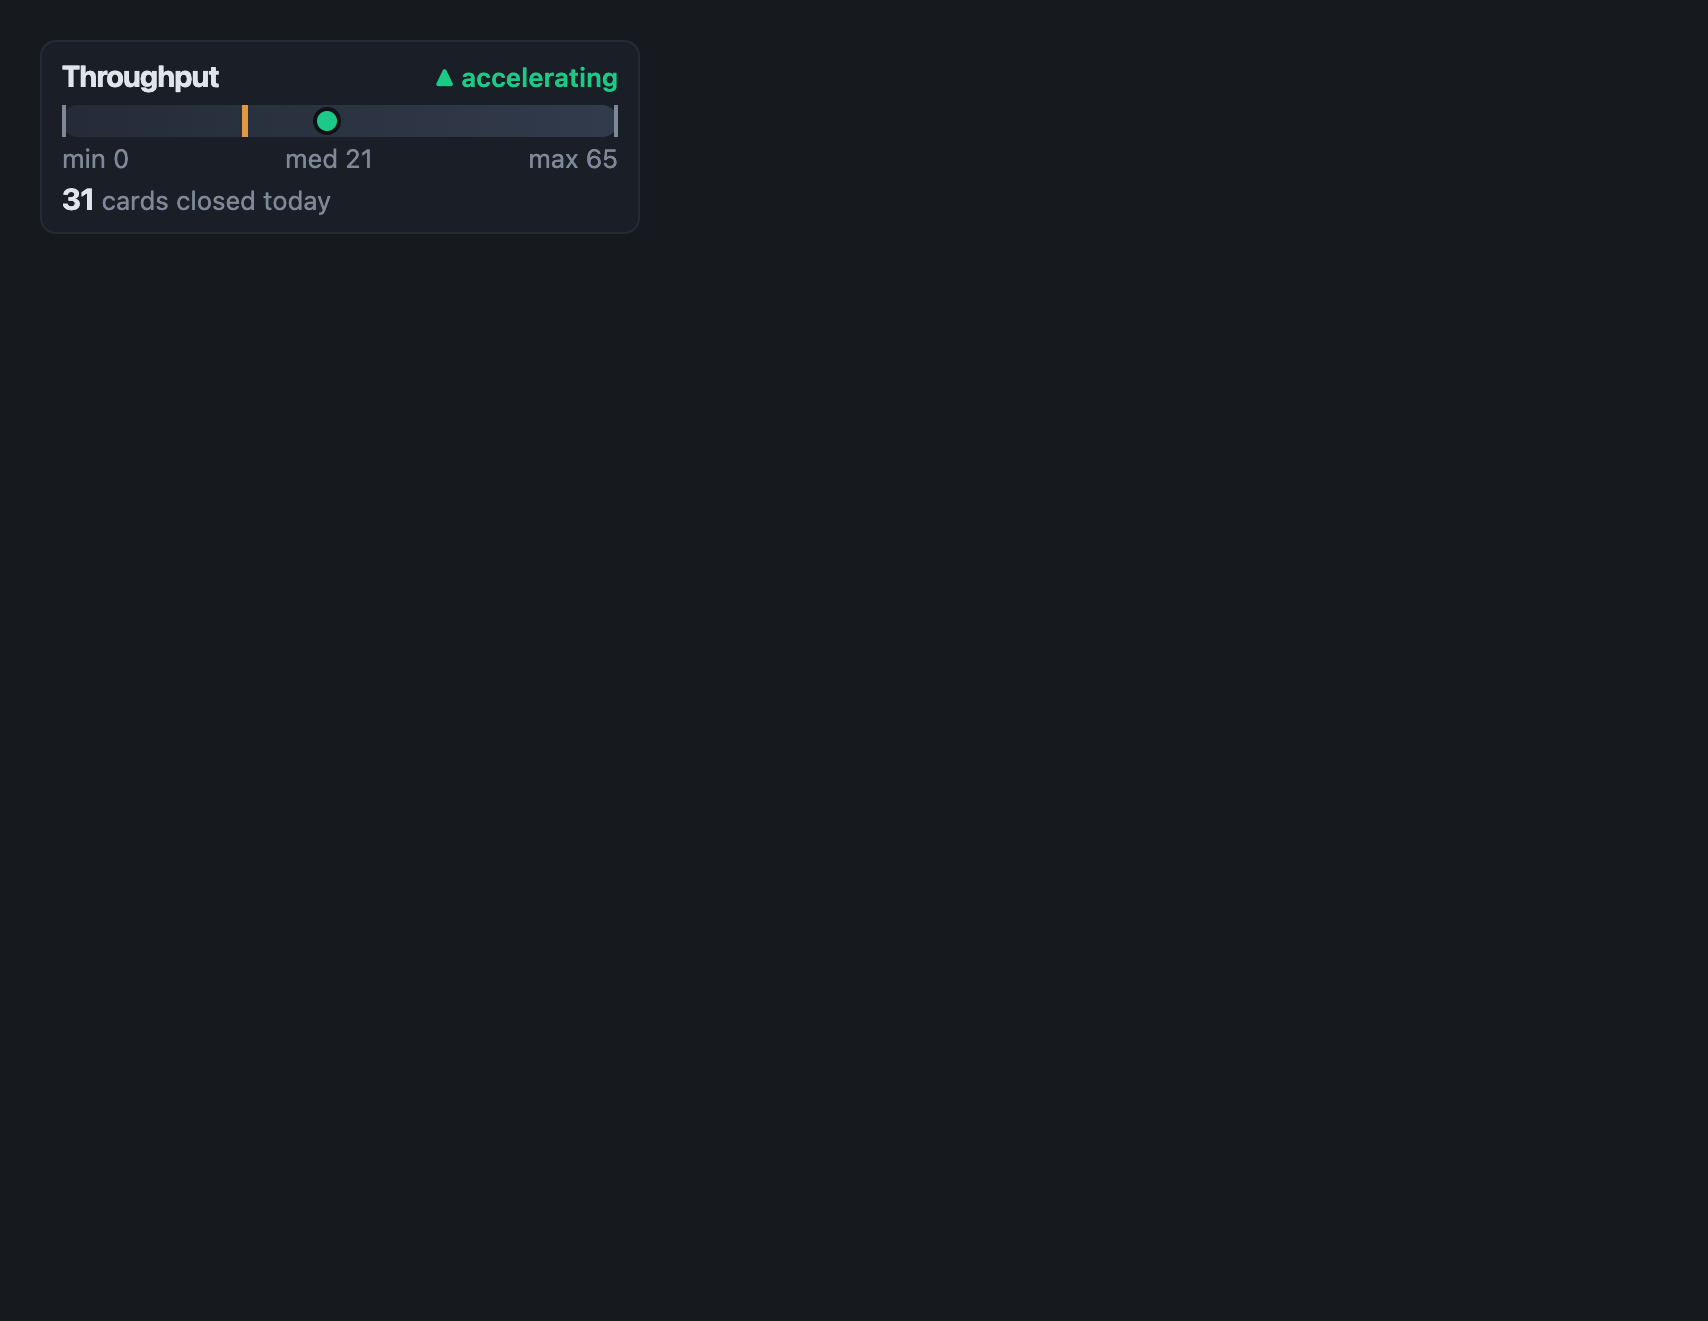 Throughput
▲ accelerating
min 0 med 21 max 65
31 cards closed today